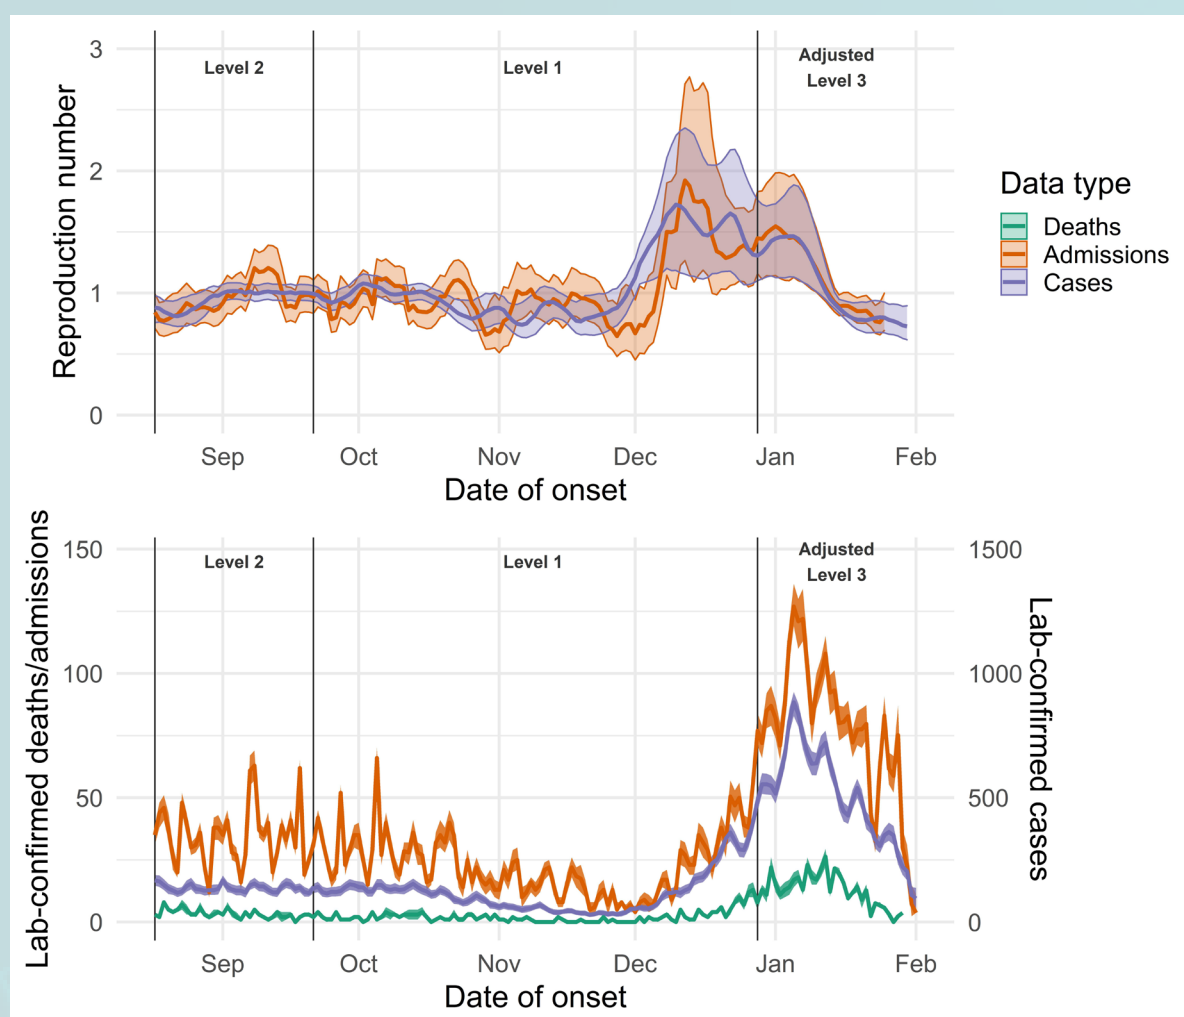 3
2
1
0
Reproduction number
Level 2
Level 1
Adjusted
Level 3
Sep
Oct
Nov
Dec
Jan
Feb
Date of onset
Data type
Deaths
Admissions
Cases
150
100
50
0
Lab-confirmed deaths/admissions
Level 2
Level 1
Adjusted
Level 3
1500
1000
500
0
Lab-confirmed cases
Sep
Oct
Nov
Dec
Jan
Feb
Date of onset